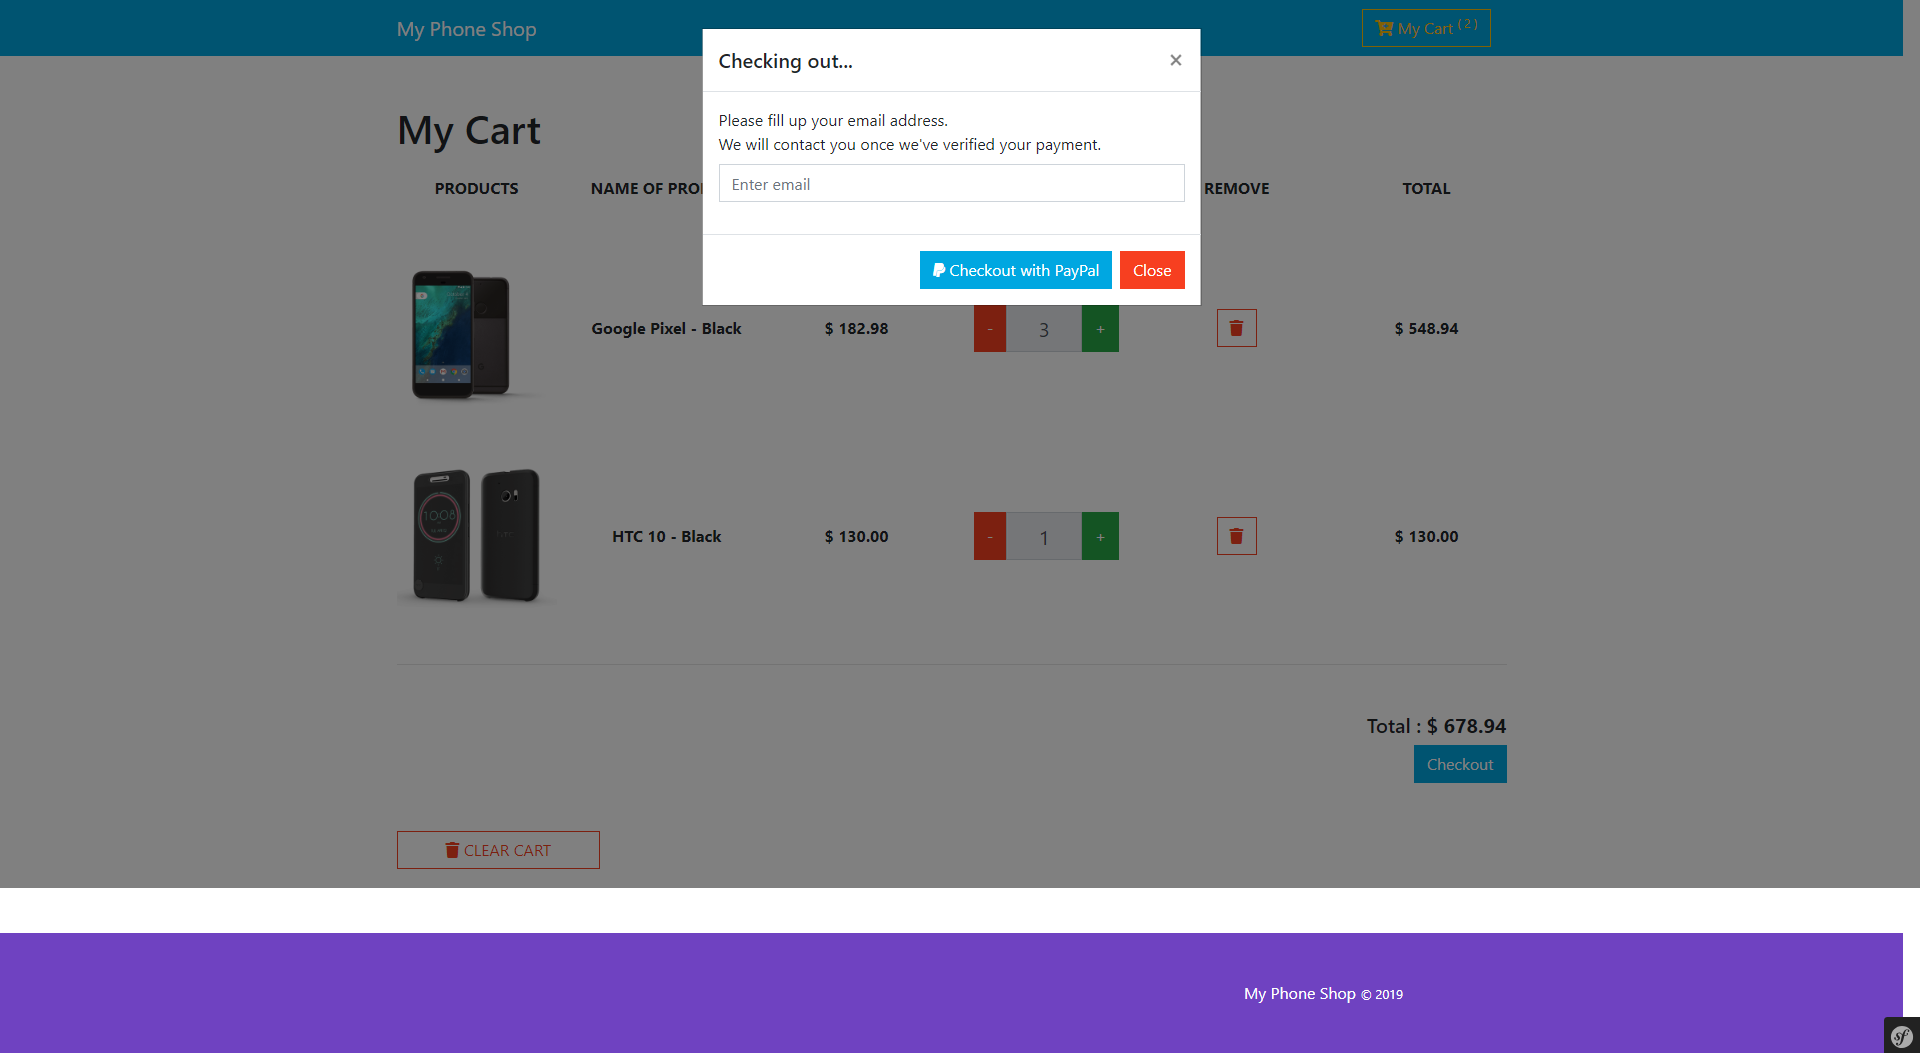 My Phone Shop
My Cart ( 2 )
Checking out...
×
Please fill up your email address.
We will contact you once we've verified your payment.
Enter email
Checkout with PayPal
Close
My Cart
PRODUCTS
NAME OF PRO
REMOVE
TOTAL
Google Pixel - Black
$ 182.98
-
3
+
$ 548.94
10:08
HTC 10 - Black
$ 130.00
-
1
+
$ 130.00
Total : $ 678.94
Checkout
CLEAR CART
My Phone Shop © 2019
sf